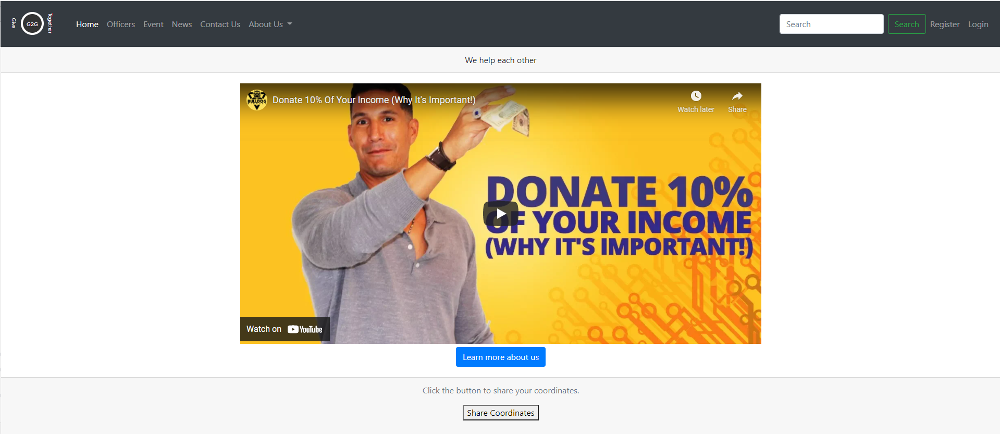 Give
G2G
Together
Home Officers Event News Contact Us About Us
Search
Search Register Login
We help each other
BULLDOG
Donate 10% Of Your Income (Why It's Important!)
Watch later
Share
DONATE 10%
OF YOUR INCOME
(WHY IT'S IMPORTANT!)
Watch on YouTube
Learn more about us
Click the button to share your coordinates.
Share Coordinates